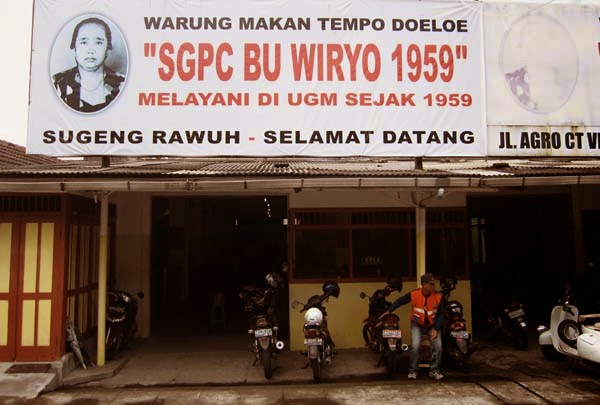 WARUNG MAKAN TEMPO DOELOE
"SGPC BU WIRYO 1959"
MELAYANI DI UGM SEJAK 1959
SUGENG RAWUH - SELAMAT DATANG
JL. AGRO CT